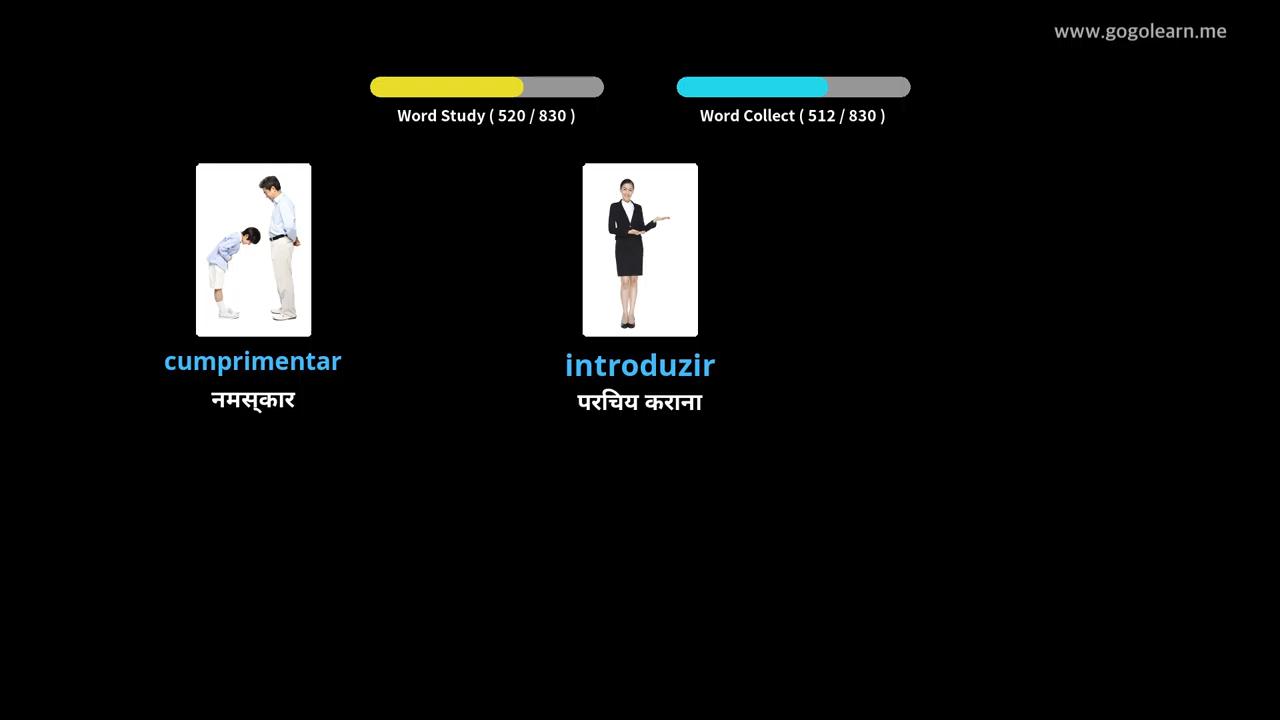 www.gogolearn.me
Word Study ( 520 / 830 )
Word Collect ( 512 / 830 )
cumprimentar
नमस्कार
introduzir
परिचय कराना